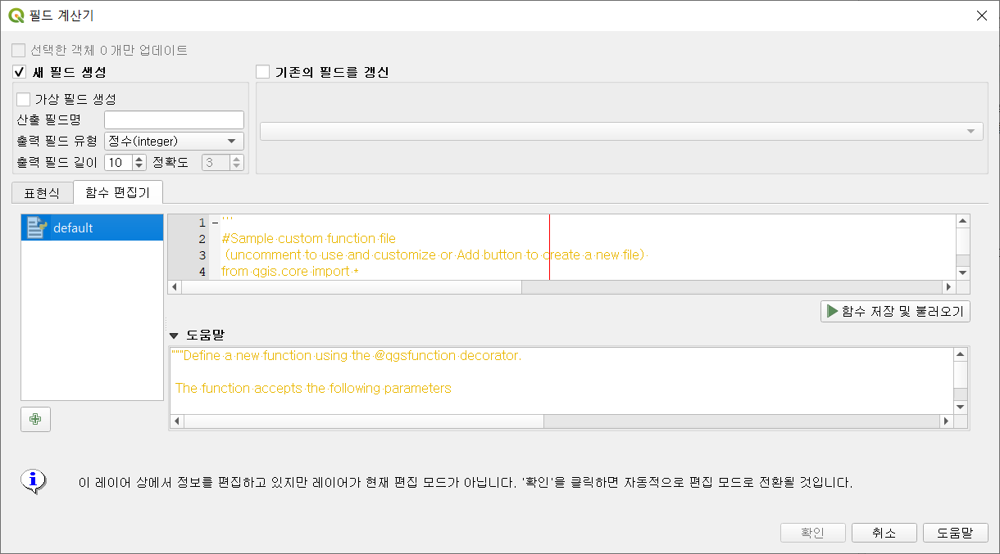 필드 계산기
선택한 객체 0 개만 업데이트
새 필드 생성
기존의 필드를 갱신
가상 필드 생성
산출 필드명
출력 필드 유형 정수(integer)
출력 필드 길이 10 정확도 3
표현식 함수 편집기
default
1 '''
2 #Sample custom function file
3 (uncomment to use and customize or Add button to create a new file)
4 from qgis.core import *
함수 저장 및 불러오기
도움말
"""Define a new function using the @qgsfunction decorator.
The function accepts the following parameters
이 레이어 상에서 정보를 편집하고 있지만 레이어가 현재 편집 모드가 아닙니다. '확인'을 클릭하면 자동적으로 편집 모드로 전환될 것입니다.
확인 취소 도움말